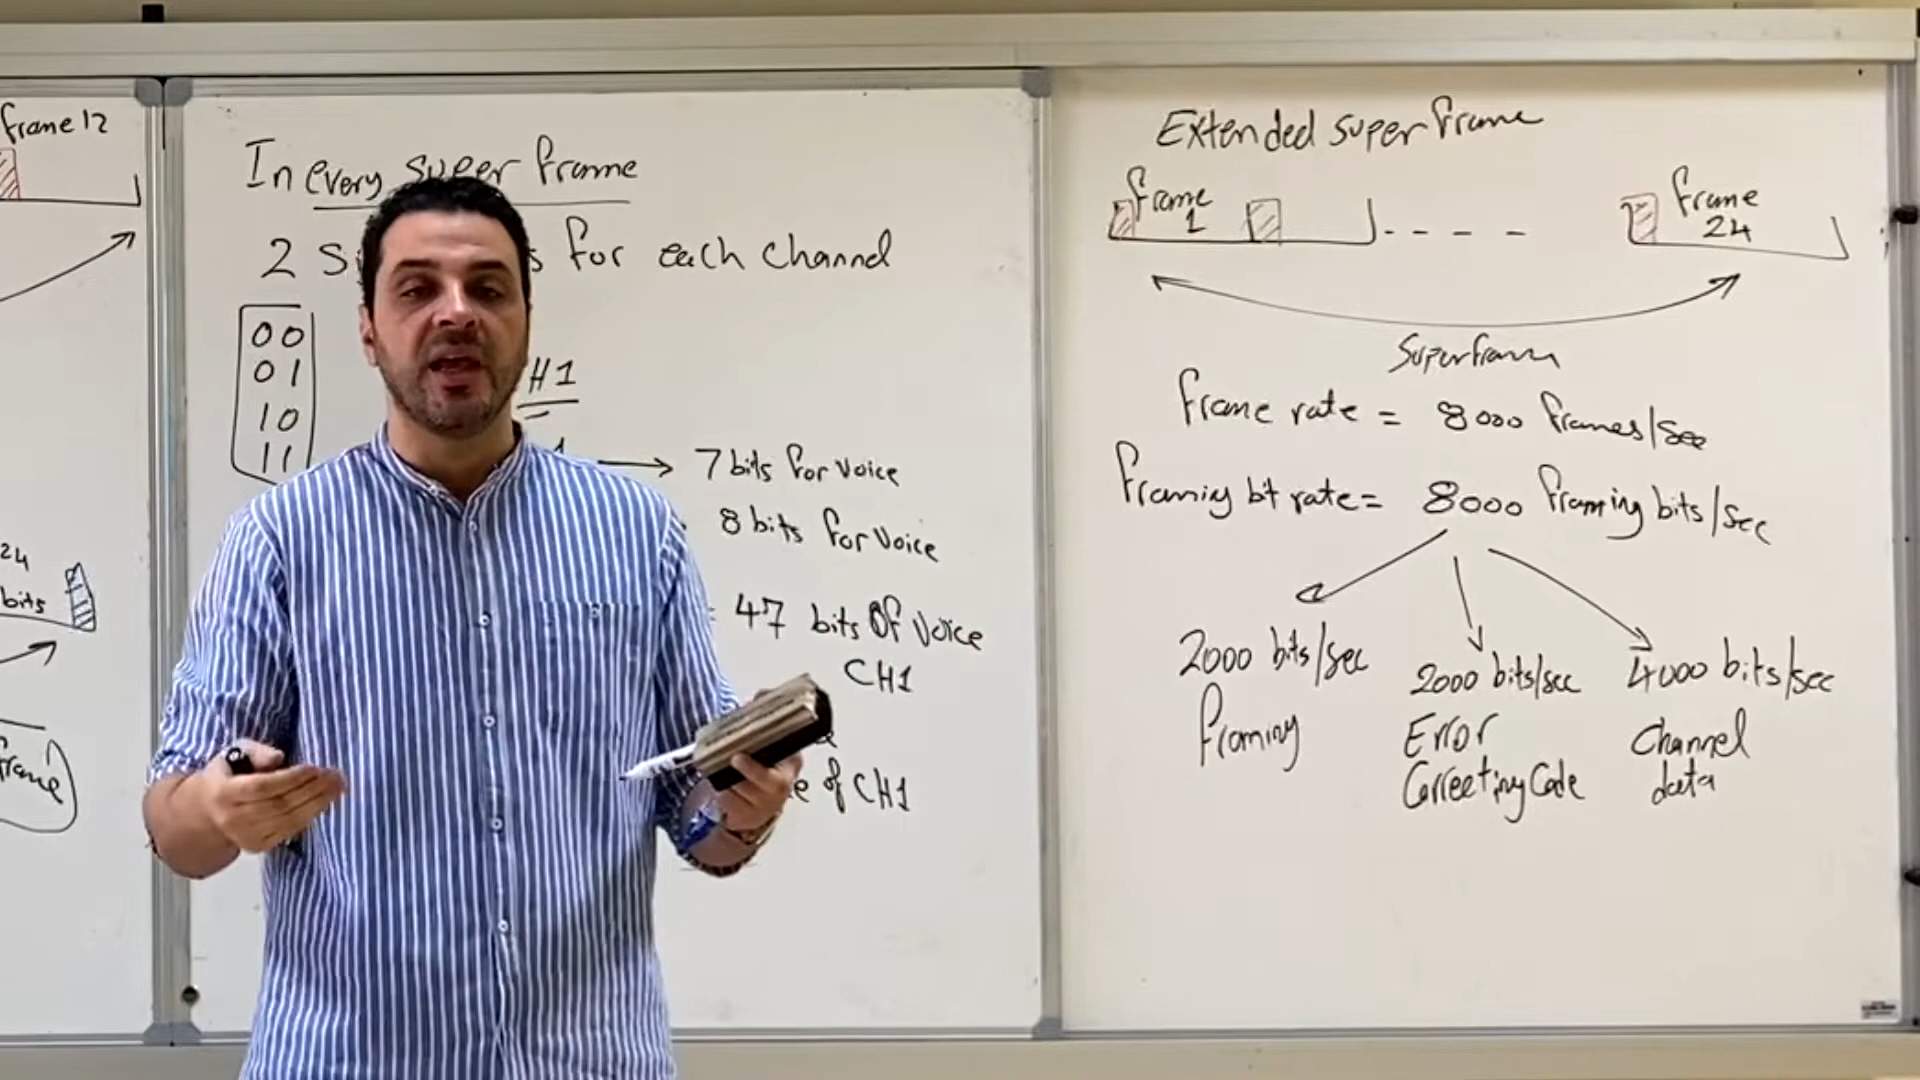 frame 12
24
bits
frame
In every super frame
2 s s for each channel
00
01
10
11
H1
1
7 bits for voice
8 bits for voice
= 47 bits of voice
CH1
e of CH1
Extended super frame
frame
1
frame
24
Superframe
frame rate = 8000 frames/sec
framing bit rate = 8000 framing bits/sec
2000 bits/sec
framing
2000 bits/sec
Error
Correcting Code
4000 bits/sec
Channel
data